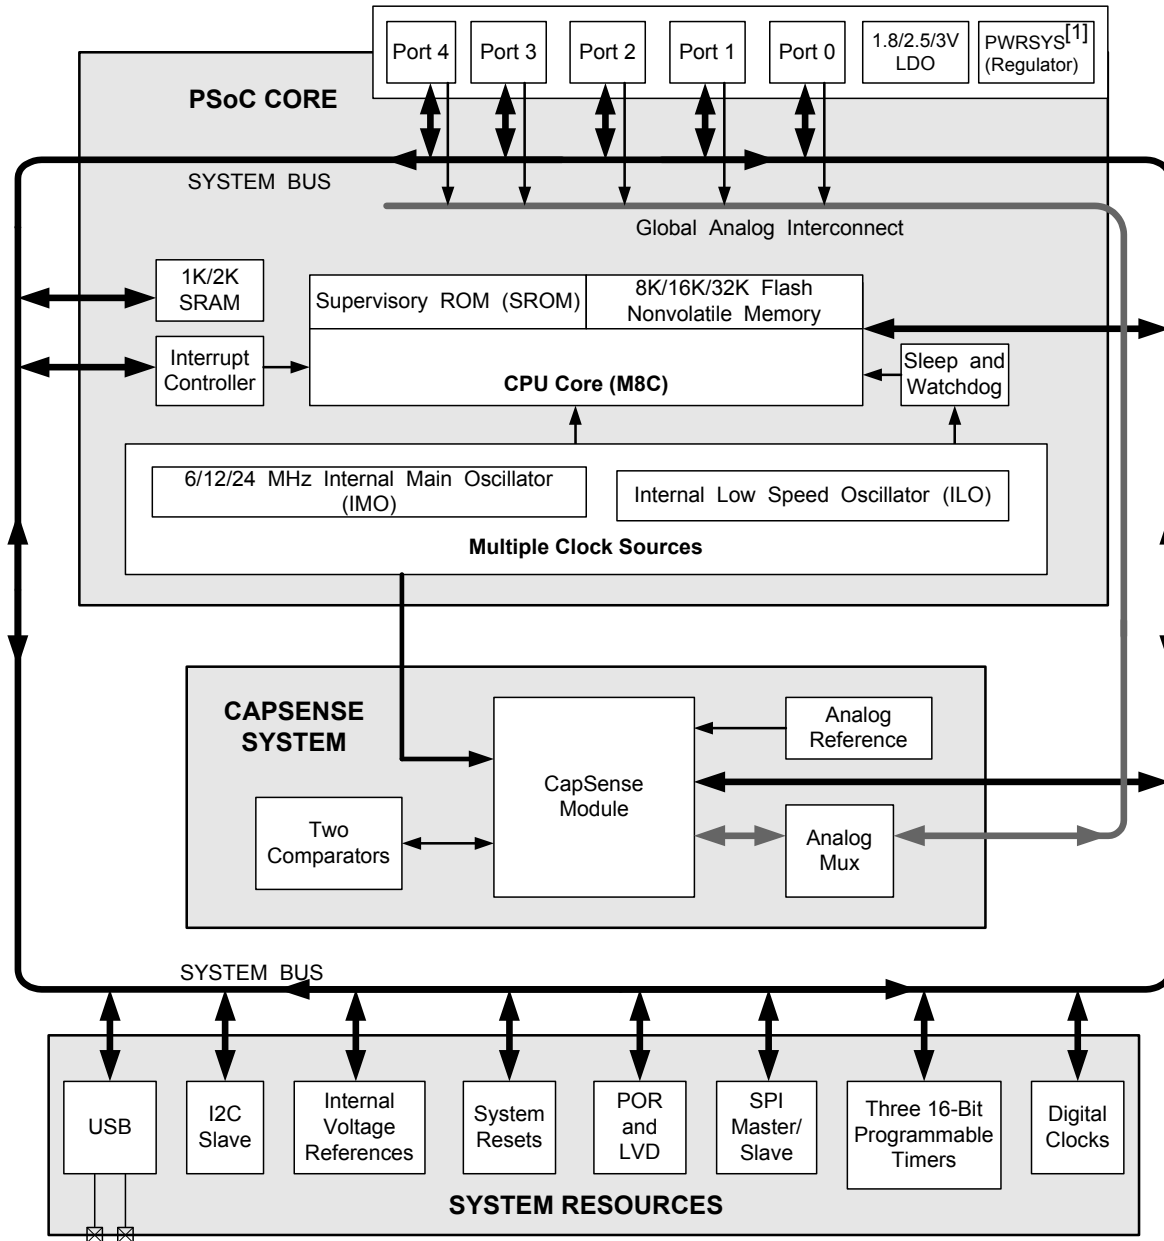 Port 4
Port 3
Port 2
Port 1
Port 0
1.8/2.5/3V
LDO
PWRSYS[1]
(Regulator)
PSoC CORE
SYSTEM BUS
Global Analog Interconnect
1K/2K
SRAM
Supervisory ROM (SROM)
8K/16K/32K Flash
Nonvolatile Memory
Interrupt
Controller
CPU Core (M8C)
Sleep and
Watchdog
6/12/24 MHz Internal Main Oscillator
(IMO)
Internal Low Speed Oscillator (ILO)
Multiple Clock Sources
CAPSENSE
SYSTEM
Analog
Reference
CapSense
Module
Two
Comparators
Analog
Mux
SYSTEM BUS
USB
I2C
Slave
Internal
Voltage
References
System
Resets
POR
and
LVD
SPI
Master/
Slave
Three 16-Bit
Programmable
Timers
Digital
Clocks
SYSTEM RESOURCES